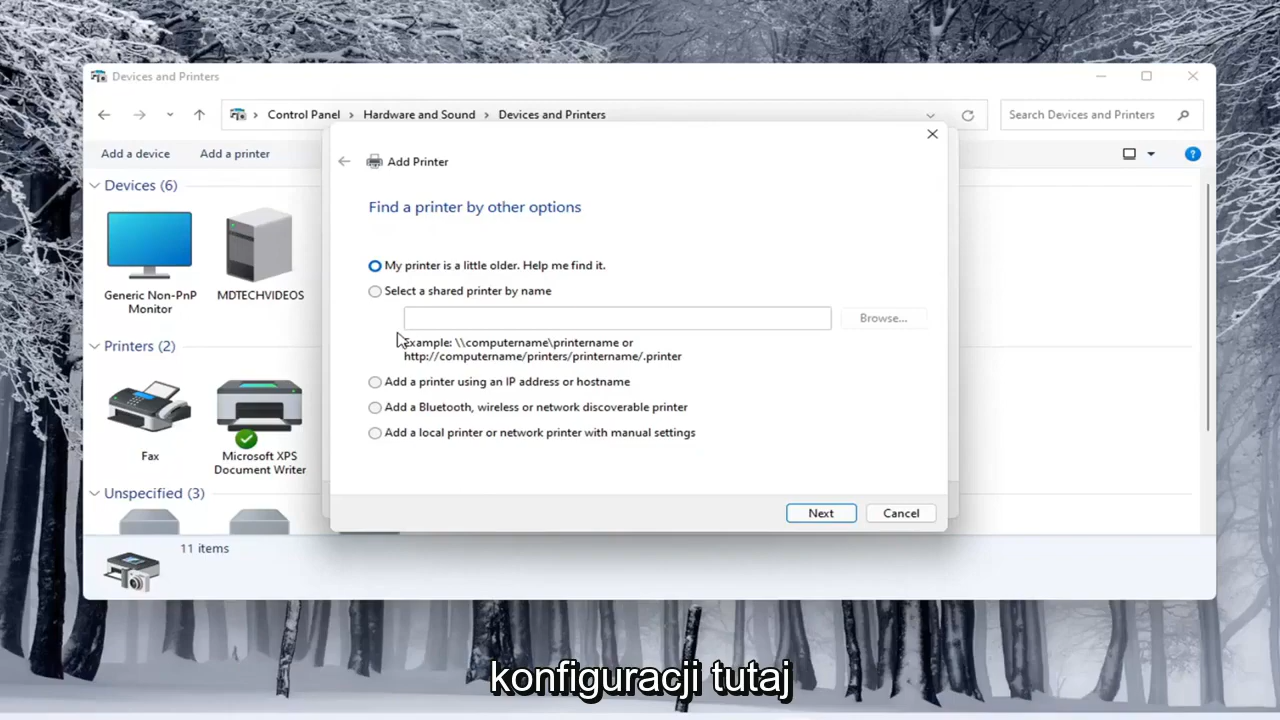 Devices and Printers
Control Panel
Hardware and Sound
Devices and Printers
Search Devices and Printers
Add a device
Add a printer
Add Printer
Find a printer by other options
My printer is a little older. Help me find it.
Select a shared printer by name
Browse...
Example: \\computername\printername or
http://computername/printers/printername/.printer
Add a printer using an IP address or hostname
Add a Bluetooth, wireless or network discoverable printer
Add a local printer or network printer with manual settings
Next
Cancel
Devices (6)
Generic Non-PnP
Monitor
MDTECHVIDEOS
Printers (2)
Fax
Microsoft XPS
Document Writer
Unspecified (3)
11 items
konfiguracji tutaj